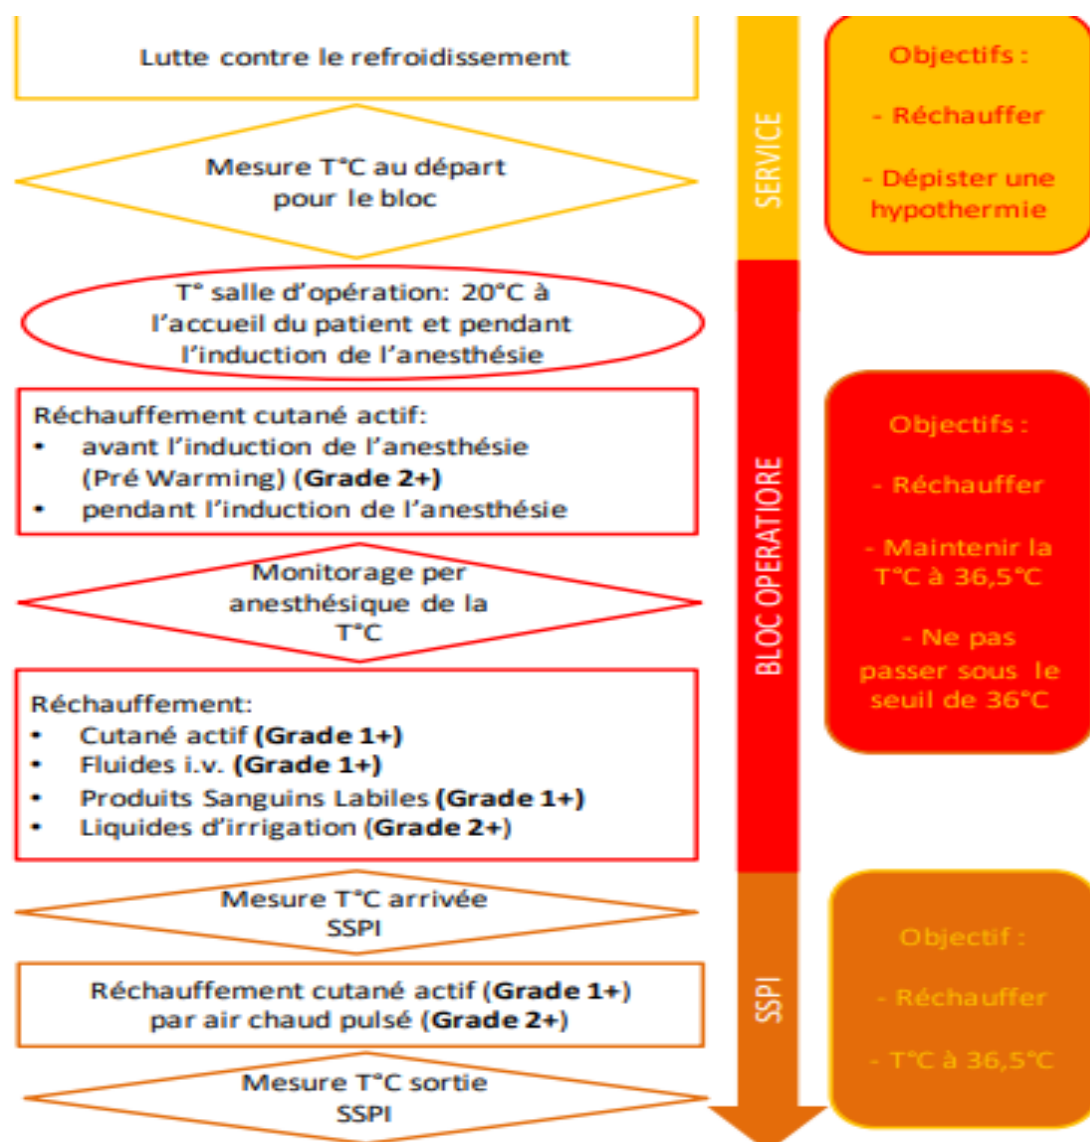 Lutte contre le refroidissement
Mesure T°C au départ
pour le bloc
T° salle d'opération: 20°C à
l'accueil du patient et pendant
l'induction de l'anesthésie
Réchauffement cutané actif:
• avant l'induction de l'anesthésie
(Pré Warming) (Grade 2+)
• pendant l'induction de l'anesthésie
Monitorage per
anesthésique de la
T°C
Réchauffement:
• Cutané actif (Grade 1+)
• Fluides i.v. (Grade 1+)
• Produits Sanguins Labiles (Grade 1+)
• Liquides d'irrigation (Grade 2+)
Mesure T°C arrivée
SSPI
Réchauffement cutané actif (Grade 1+)
par air chaud pulsé (Grade 2+)
Mesure T°C sortie
SSPI
SERVICE
BLOC OPERATIORE
SSPI
Objectifs :
- Réchauffer
- Dépister une
hypothermie
Objectifs :
- Réchauffer
- Maintenir la
T°C à 36,5°C
- Ne pas
passer sous le
seuil de 36°C
Objectif :
- Réchauffer
- T°C à 36,5°C